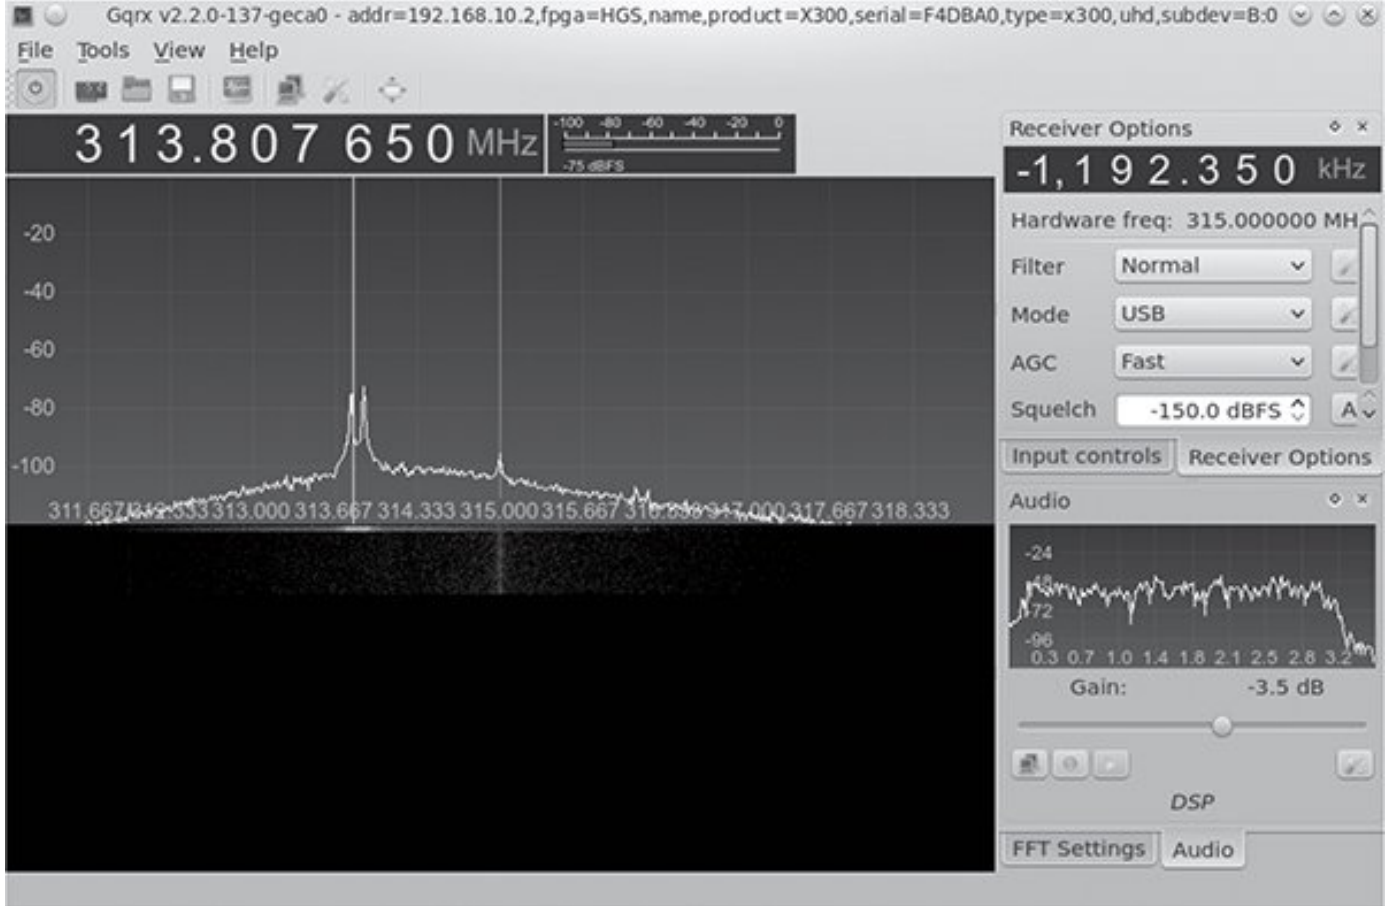 Gqrx v2.2.0-137-geca0 - addr=192.168.10.2,fpga=HGS,name,product=X300,serial=F4DBA0,type=x300,uhd,subdev=B:0
File Tools View Help
313.807 650 MHz
-100 -80 -60 -40 -20 0
-75 dBFS
-20
-40
-60
-80
-100
311.667 313.000 313.667 314.333 315.000 315.667 317.000 317.667 318.333
Receiver Options
-1,192.350 kHz
Hardware freq: 315.000000 MH
Filter Normal
Mode USB
AGC Fast
Squelch -150.0 dBFS A
Input controls Receiver Options
Audio
-24
-48
-72
-96
0.3 0.7 1.0 1.4 1.8 2.1 2.5 2.8 3.2
Gain: -3.5 dB
DSP
FFT Settings Audio